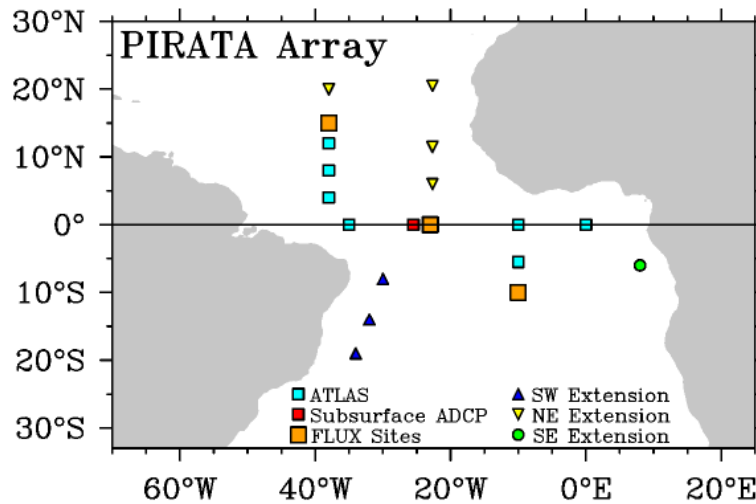 30°N
PIRATA Array
20°N
10°N
0°
10°S
20°S
30°S
ATLAS
Subsurface ADCP
FLUX Sites
SW Extension
NE Extension
SE Extension
60°W 40°W 20°W 0°E 20°E